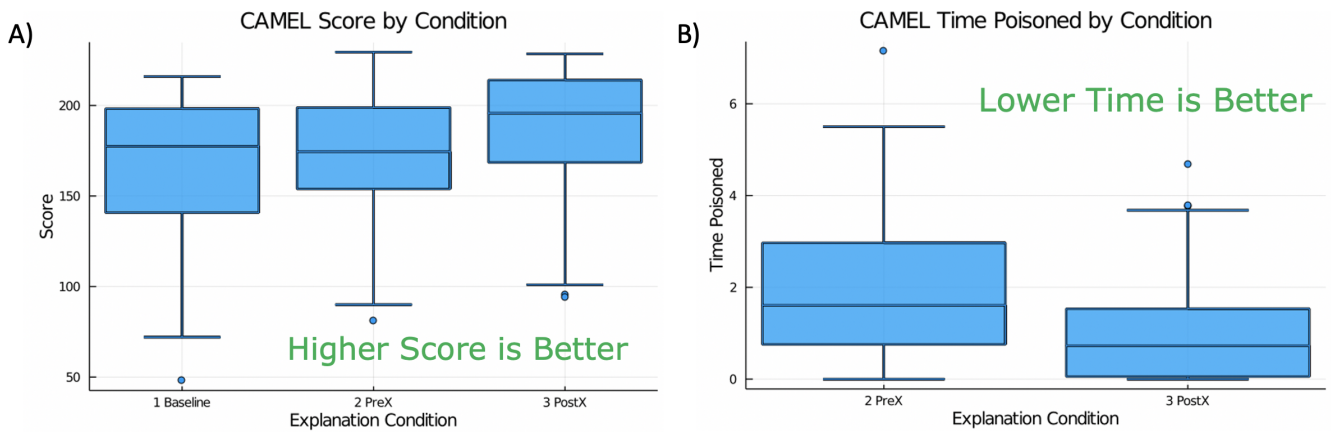 A)
CAMEL Score by Condition
200
150
100
50
Score
Higher Score is Better
1 Baseline
2 PreX
3 PostX
Explanation Condition
B)
CAMEL Time Poisoned by Condition
6
4
2
0
Time Poisoned
Lower Time is Better
2 PreX
3 PostX
Explanation Condition